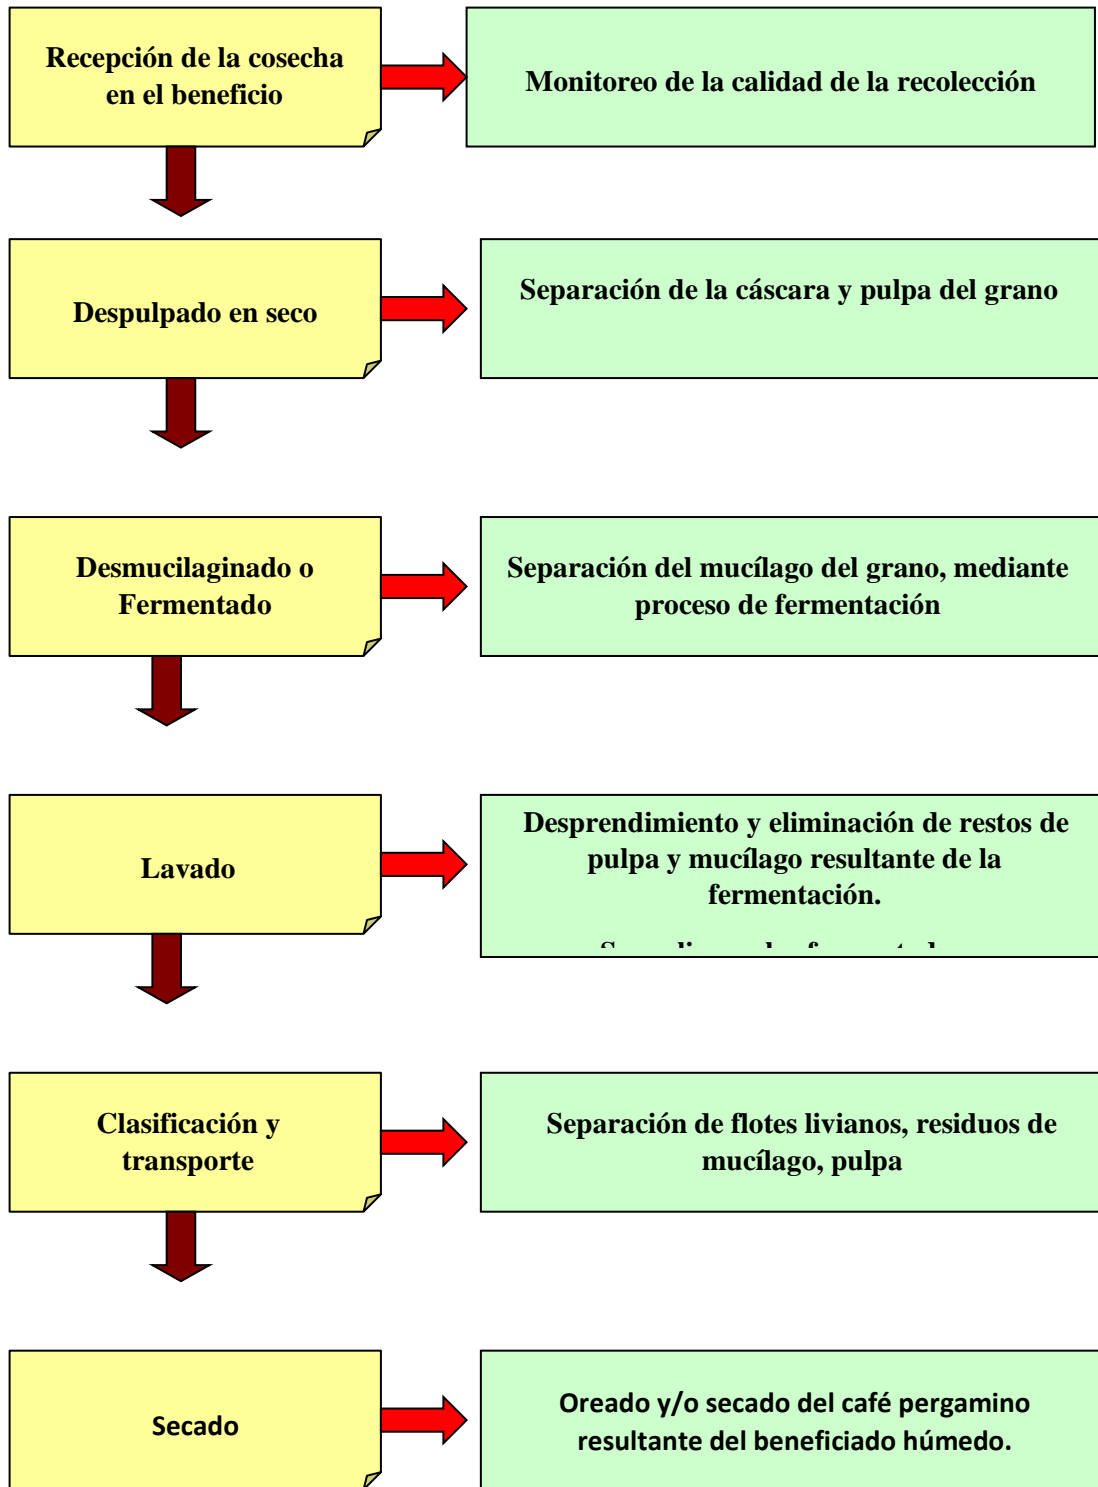 Recepción de la cosecha
en el beneficio
Monitoreo de la calidad de la recolección
Despulpado en seco
Separación de la cáscara y pulpa del grano
Desmucilaginado o
Fermentado
Separación del mucílago del grano, mediante
proceso de fermentación
Lavado
Desprendimiento y eliminación de restos de
pulpa y mucílago resultante de la
fermentación.
Clasificación y
transporte
Separación de flotes livianos, residuos de
mucílago, pulpa
Secado
Oreado y/o secado del café pergamino
resultante del beneficiado húmedo.